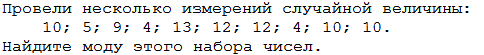 Провели несколько измерений случайной величины:
10; 5; 9; 4; 13; 12; 12; 4; 10; 10.
Найдите моду этого набора чисел.